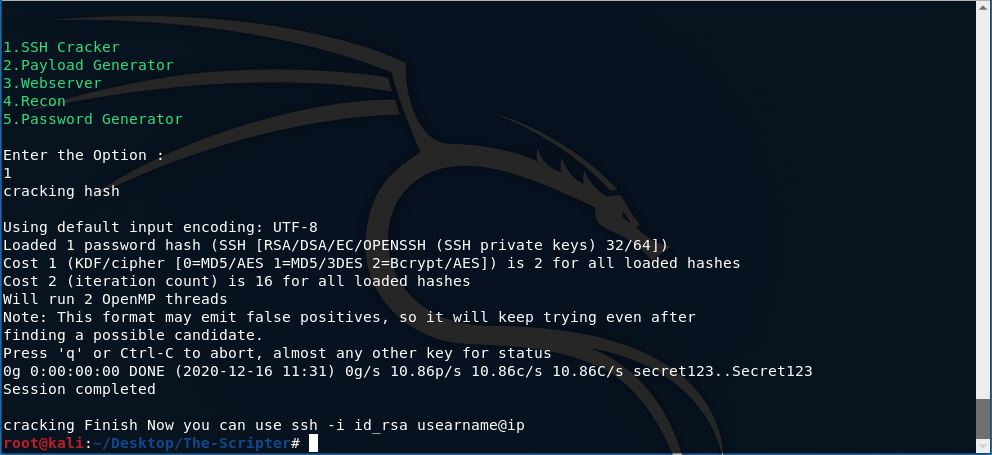 1.SSH Cracker
2.Payload Generator
3.Webserver
4.Recon
5.Password Generator
Enter the Option :
1
cracking hash
Using default input encoding: UTF-8
Loaded 1 password hash (SSH [RSA/DSA/EC/OPENSSH (SSH private keys) 32/64])
Cost 1 (KDF/cipher [0=MD5/AES 1=MD5/3DES 2=Bcrypt/AES]) is 2 for all loaded hashes
Cost 2 (iteration count) is 16 for all loaded hashes
Will run 2 OpenMP threads
Note: This format may emit false positives, so it will keep trying even after
finding a possible candidate.
Press 'q' or Ctrl-C to abort, almost any other key for status
0g 0:00:00:00 DONE (2020-12-16 11:31) 0g/s 10.86p/s 10.86c/s 10.86C/s secret123..Secret123
Session completed
cracking Finish Now you can use ssh -i id_rsa usearname@ip
root@kali:~/Desktop/The-Scripter#